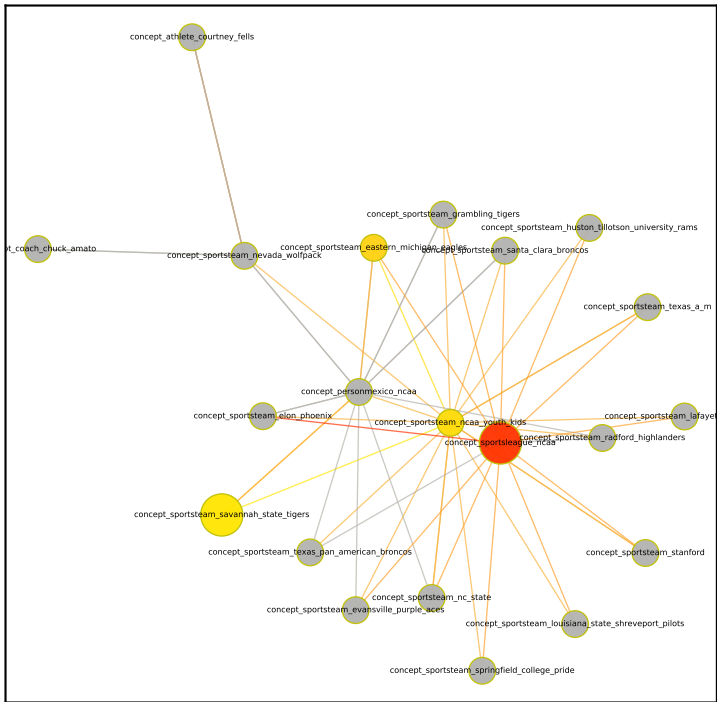 concept_athlete_courtney_fells
concept_sportsteam_grambling_tigers
concept_sportsteam_huston_tillotson_university_rams
pt_coach_chuck_amato
concept_sportsteam_eastern_michigan_eagles
concept_sportsteam_santa_clara_broncos
concept_sportsteam_nevada_wolfpack
concept_sportsteam_texas_a_m
concept_personmexico_ncaa
concept_sportsteam_elon_phoenix
concept_sportsteam_lafayet
concept_sportsteam_ncaa_youth_kids
concept_sportsteam_radford_highlanders
concept_sportsleague_ncaa
concept_sportsteam_savannah_state_tigers
concept_sportsteam_texas_pan_american_broncos
concept_sportsteam_stanford
concept_sportsteam_nc_state
concept_sportsteam_evansville_purple_aces
concept_sportsteam_louisiana_state_shreveport_pilots
concept_sportsteam_springfield_college_pride